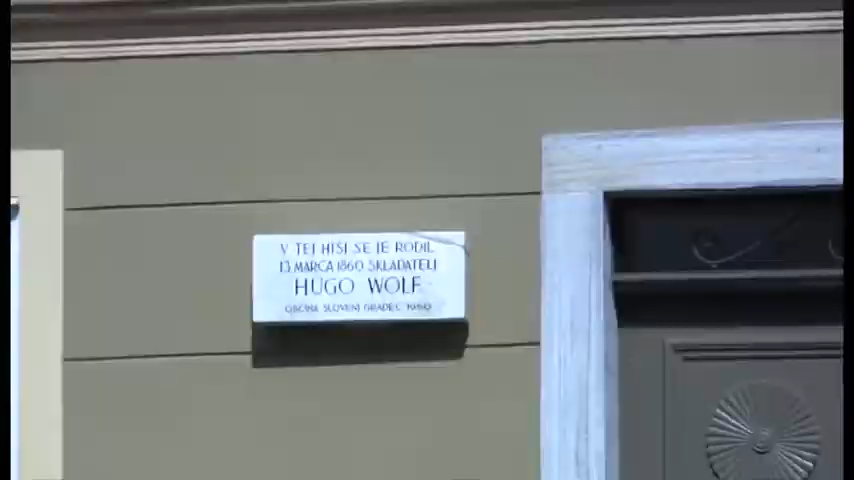 V TEJ HIŠI SE JE RODIL
13. MARCA 1860 SKLADATELJ
HUGO WOLF
OBČINA SLOVENJ GRADEC 1960